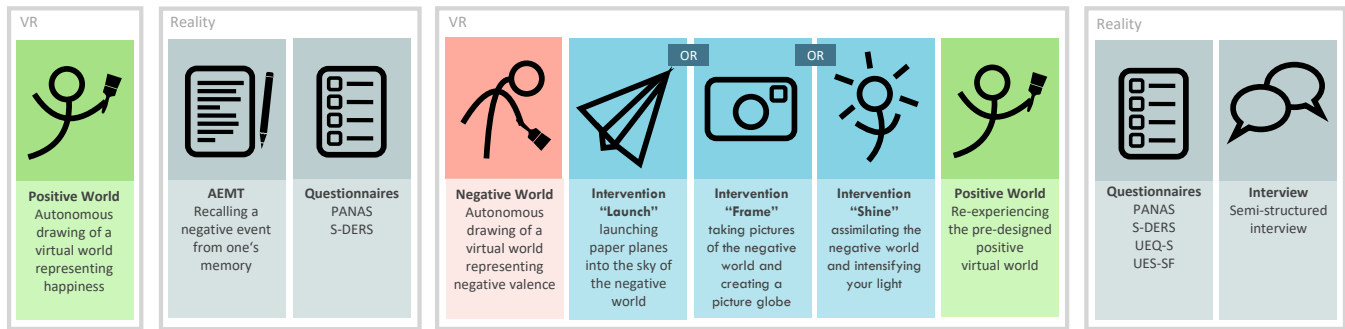 VR
Positive World
Autonomous
drawing of a
virtual world
representing
happiness
Reality
AEMT
Recalling a
negative event
from one's
memory
Questionnaires
PANAS
S-DERS
VR
Negative World
Autonomous
drawing of a
virtual world
representing
negative valence
OR
Intervention
“Launch”
launching
paper planes
into the sky of
the negative
world
OR
Intervention
“Frame”
taking pictures
of the negative
world and
creating a
picture globe
Intervention
“Shine”
assimilating the
negative world
and intensifying
your light
Positive World
Re-experiencing
the pre-designed
positive
virtual world
Reality
Questionnaires
PANAS
S-DERS
UEQ-S
UES-SF
Interview
Semi-structured
interview